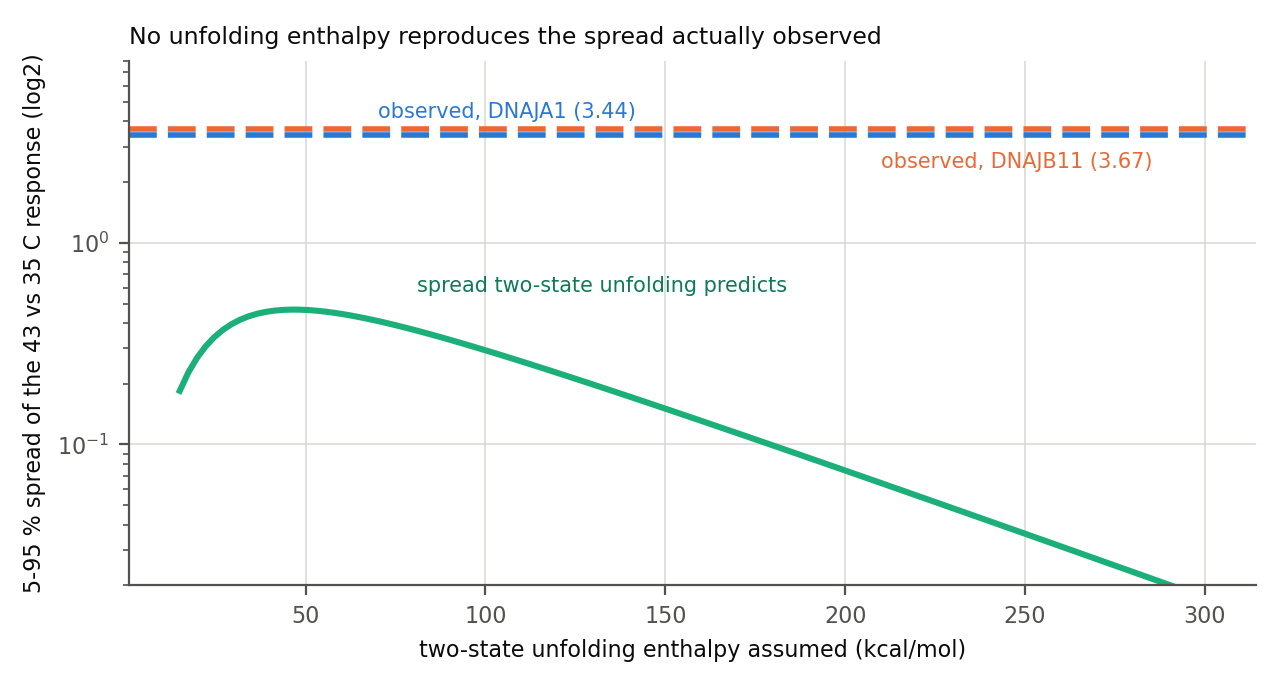 No unfolding enthalpy reproduces the spread actually observed
5-95 % spread of the 43 vs 35 C response (log2)
observed, DNAJA1 (3.44)
observed, DNAJB11 (3.67)
10⁰
spread two-state unfolding predicts
10⁻¹
50 100 150 200 250 300
two-state unfolding enthalpy assumed (kcal/mol)